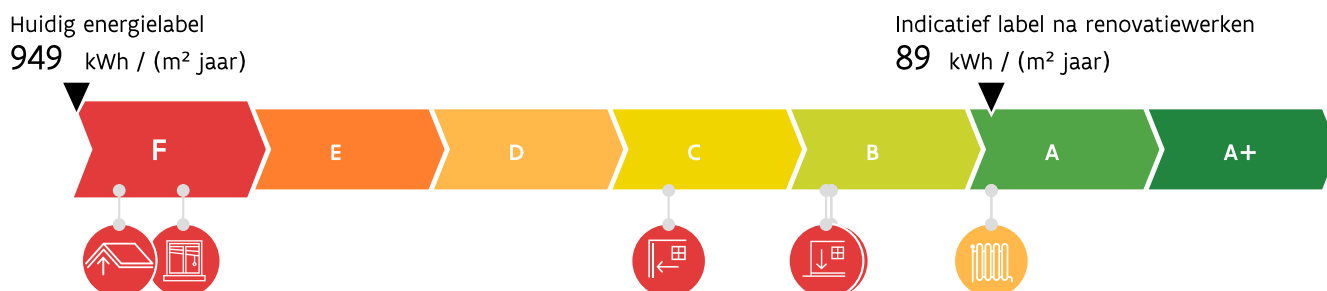 Huidig energielabel
949 kWh / (m² jaar)
Indicatief label na renovatiewerken
89 kWh / (m² jaar)
F E D C B A A+